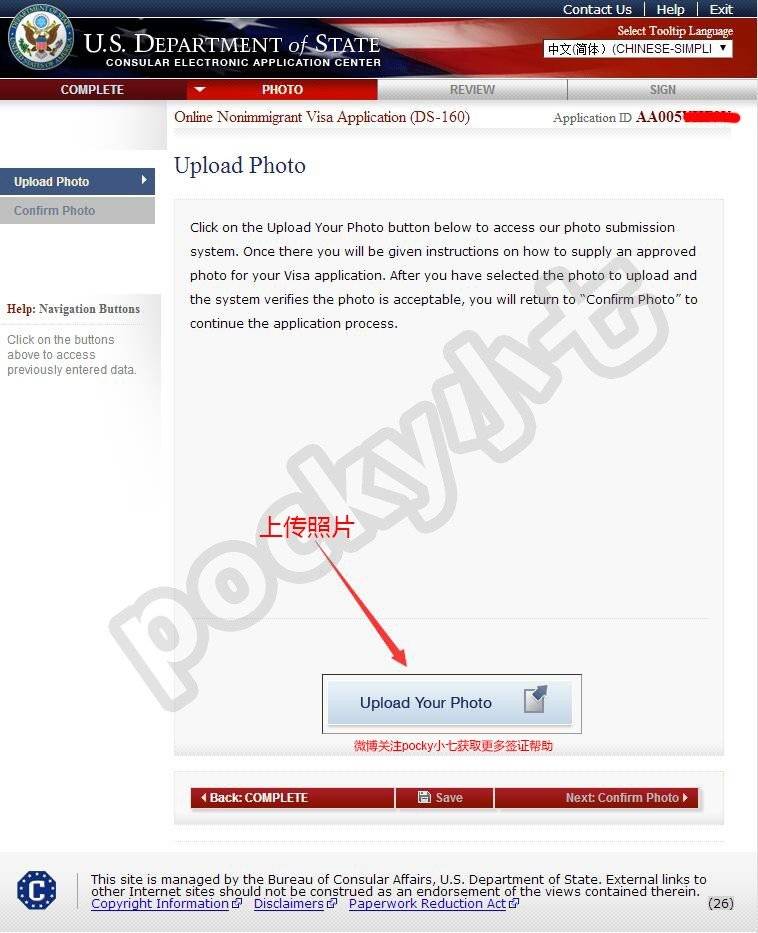 Contact Us | Help | Exit
Select Tooltip Language
U.S. DEPARTMENT of STATE
CONSULAR ELECTRONIC APPLICATION CENTER
中文(简体) (CHINESE-SIMPLI
COMPLETE PHOTO REVIEW SIGN
Online Nonimmigrant Visa Application (DS-160) Application ID AA005
Upload Photo
Upload Photo
Confirm Photo
Help: Navigation Buttons
Click on the buttons
above to access
previously entered data.
Click on the Upload Your Photo button below to access our photo submission
system. Once there you will be given instructions on how to supply an approved
photo for your Visa application. After you have selected the photo to upload and
the system verifies the photo is acceptable, you will return to “Confirm Photo” to
continue the application process.
pocky小七
上传照片
Upload Your Photo
微博关注pocky小七获取更多签证帮助
Back: COMPLETE Save Next: Confirm Photo
C
This site is managed by the Bureau of Consular Affairs, U.S. Department of State. External links to
other Internet sites should not be construed as an endorsement of the views contained therein.
Copyright Information Disclaimers Paperwork Reduction Act (26)